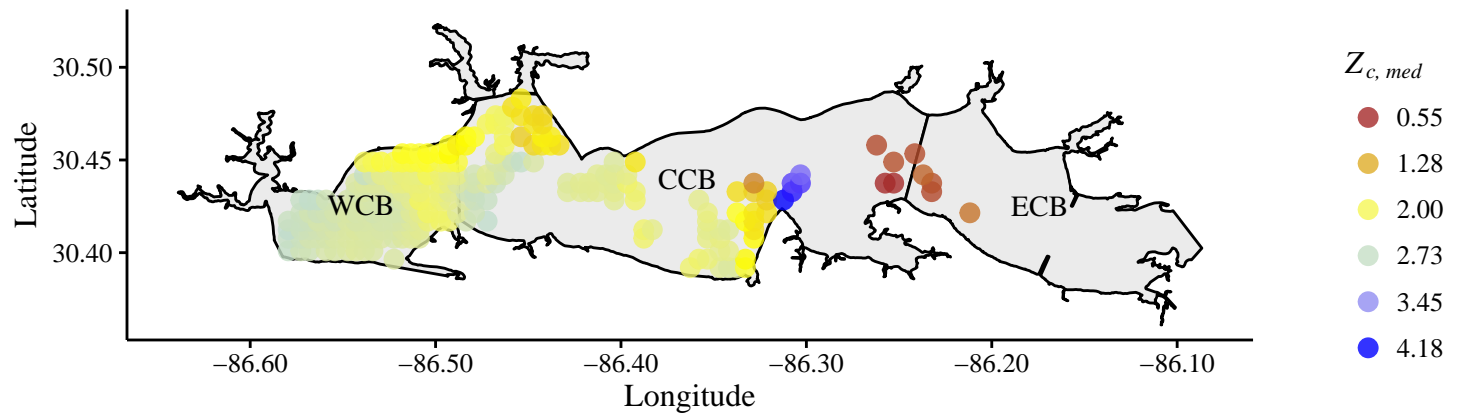 Latitude
30.50
30.45
30.40
WCB
CCB
ECB
−86.60 −86.50 −86.40 −86.30 −86.20 −86.10
Longitude
Zc, med
0.55
1.28
2.00
2.73
3.45
4.18